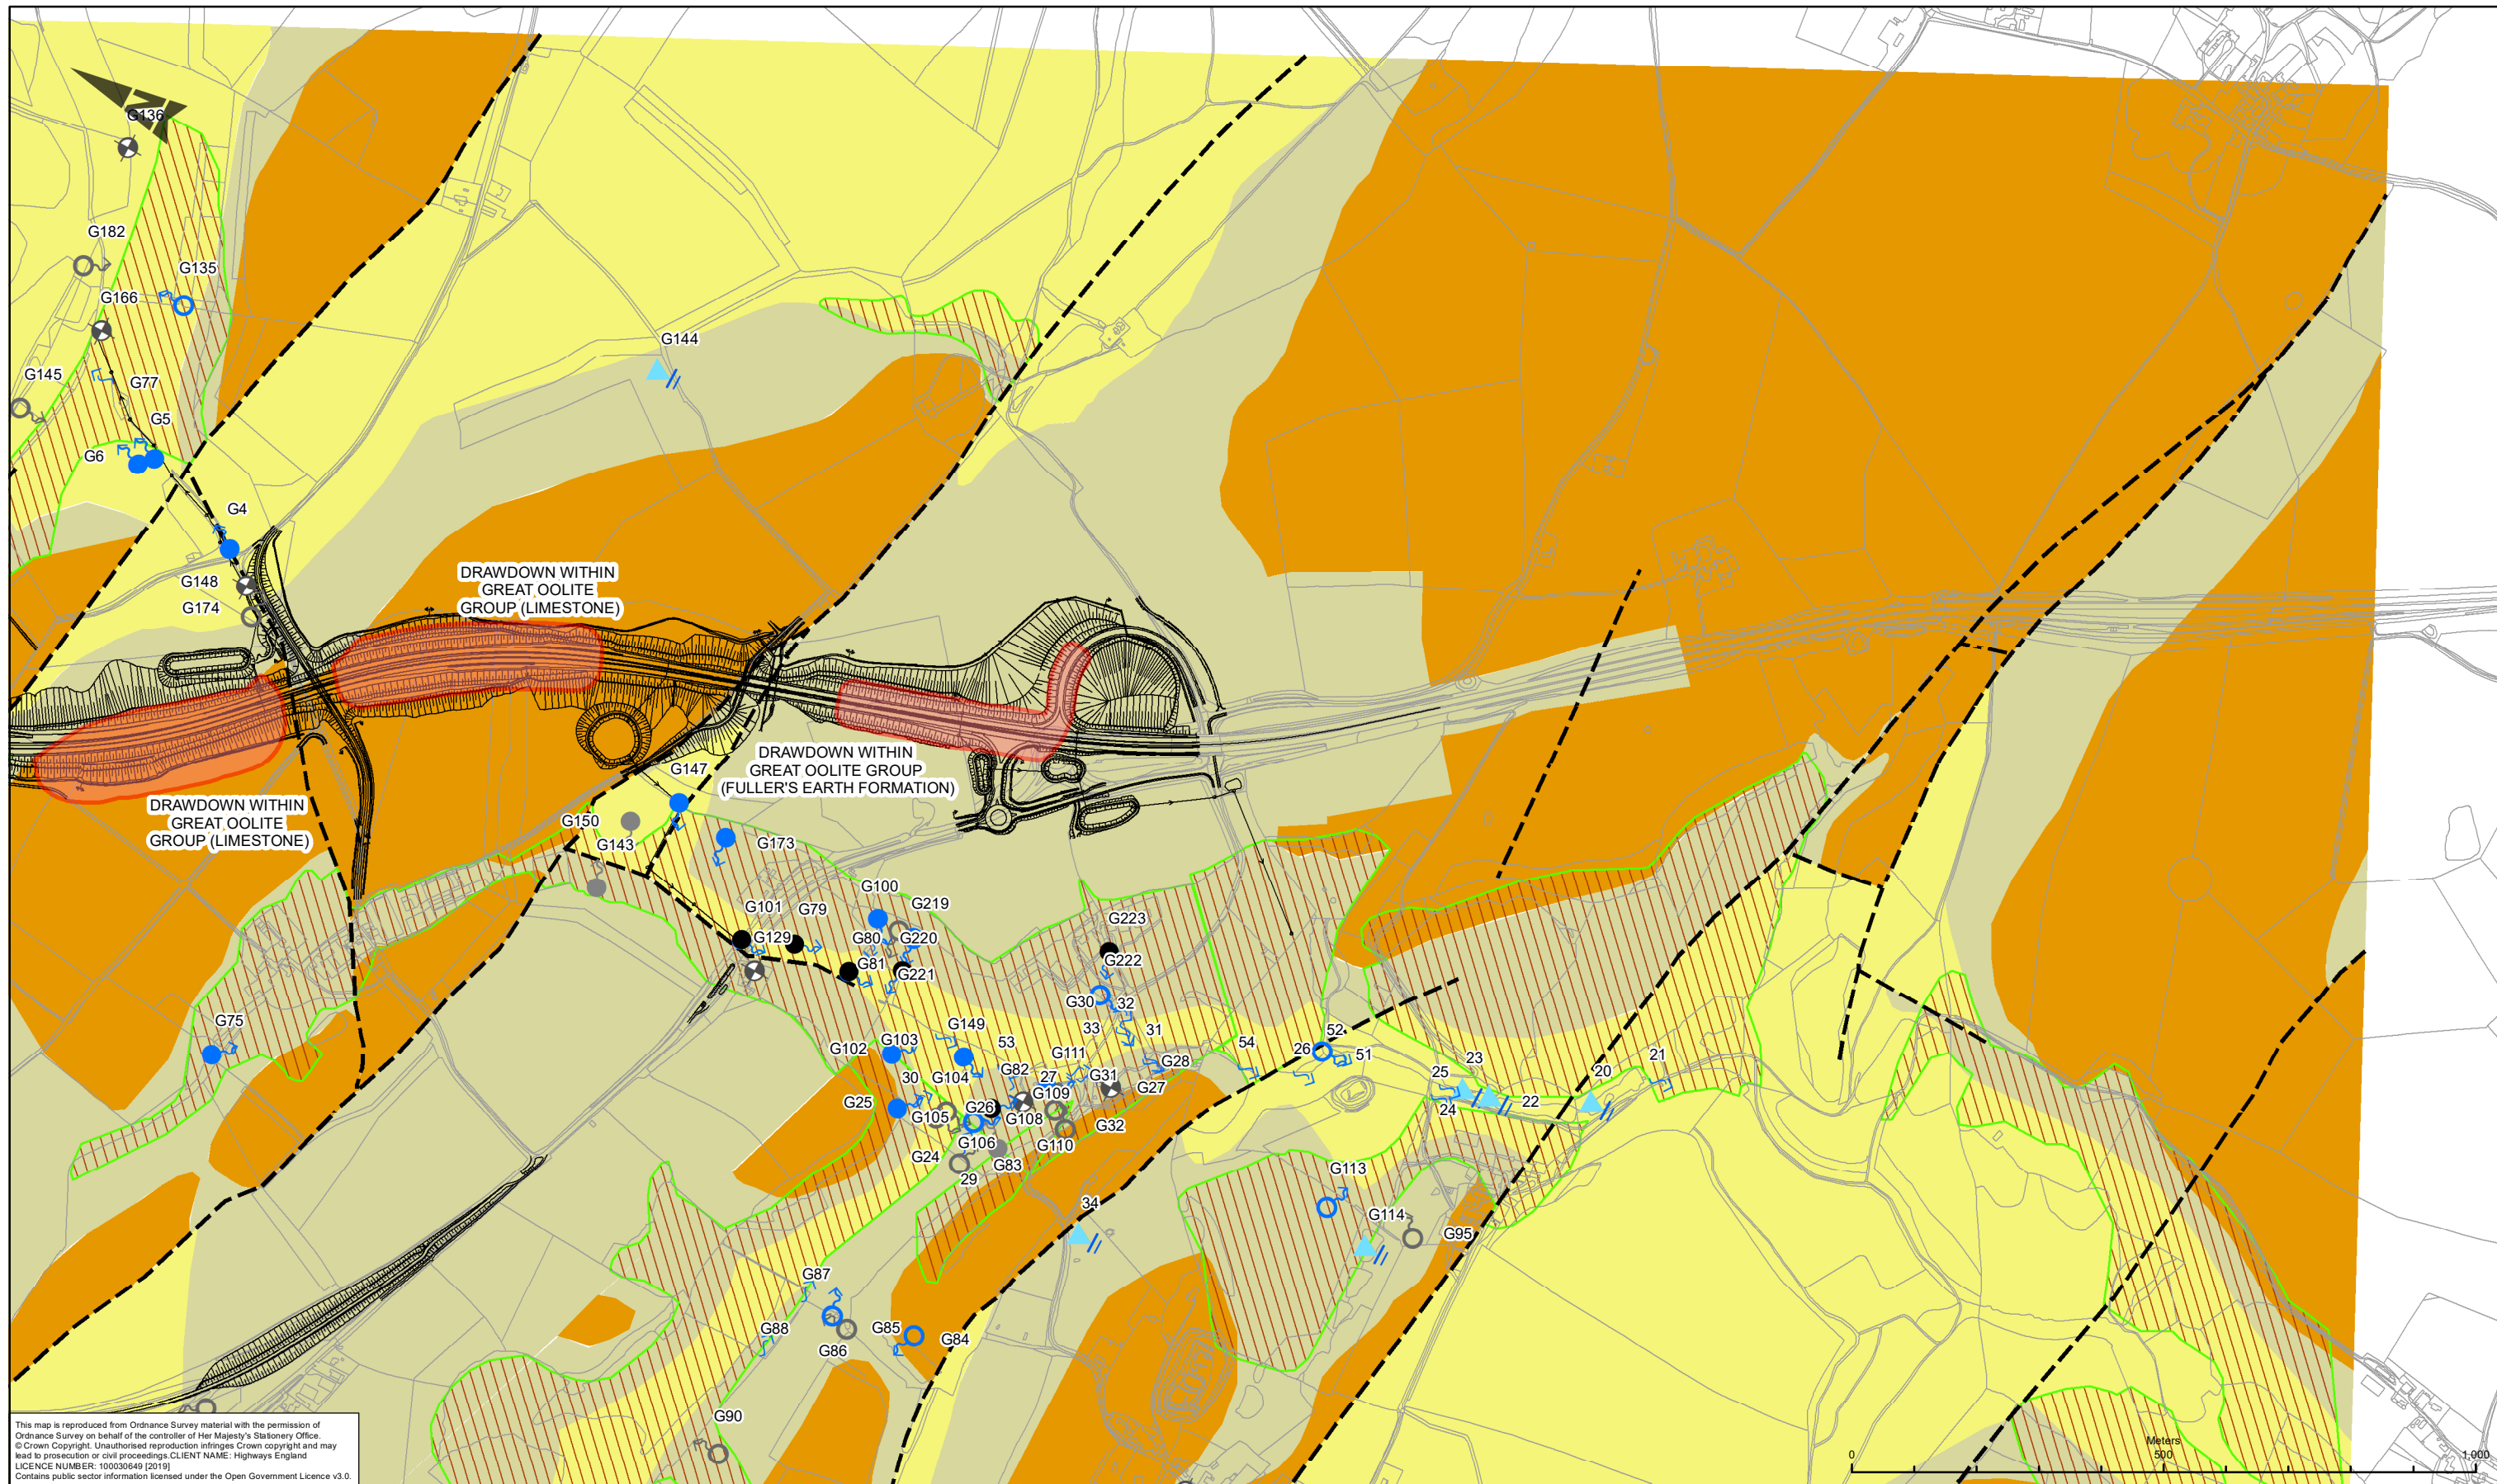 G136
G182
G135
G166
G144
G145
G77
G5
G6
G4
G148
G174
DRAWDOWN WITHIN
GREAT OOLITE
GROUP (LIMESTONE)
DRAWDOWN WITHIN
GREAT OOLITE GROUP
(FULLER'S EARTH FORMATION)
G147
DRAWDOWN WITHIN
GREAT OOLITE
GROUP (LIMESTONE)
G150
G143
G173
G100
G219
G101
G79
G223
G129
G80
G220
G222
G81
G221
G30
32
G75
G149
33
31
52
G103
53
54
26
51
G102
G111
G28
23
21
30
G104
G82
27
G31
G27
25
20
G25
G26
G109
22
24
G105
G108
G32
G106
G110
G24
G83
29
G113
34
G114
G95
G87
G88
G85
G84
G86
G90
Meters
0 500 1,000
This map is reproduced from Ordnance Survey material with the permission of
Ordnance Survey on behalf of the controller of Her Majesty's Stationery Office.
© Crown Copyright. Unauthorised reproduction infringes Crown copyright and may
lead to prosecution or civil proceedings.CLIENT NAME: Highways England
LICENCE NUMBER: 100030649 [2019]
Contains public sector information licensed under the Open Government Licence v3.0.